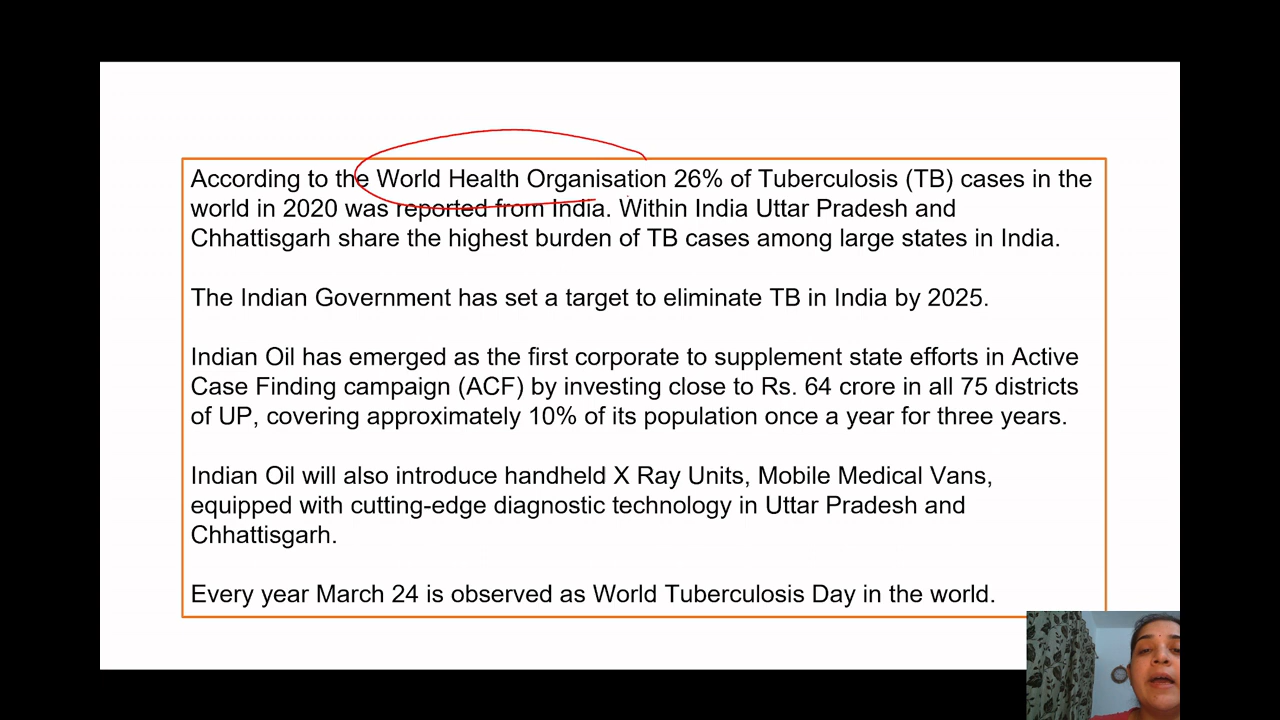 According to the World Health Organisation 26% of Tuberculosis (TB) cases in the
world in 2020 was reported from India. Within India Uttar Pradesh and
Chhattisgarh share the highest burden of TB cases among large states in India.
The Indian Government has set a target to eliminate TB in India by 2025.
Indian Oil has emerged as the first corporate to supplement state efforts in Active
Case Finding campaign (ACF) by investing close to Rs. 64 crore in all 75 districts
of UP, covering approximately 10% of its population once a year for three years.
Indian Oil will also introduce handheld X Ray Units, Mobile Medical Vans,
equipped with cutting-edge diagnostic technology in Uttar Pradesh and
Chhattisgarh.
Every year March 24 is observed as World Tuberculosis Day in the world.